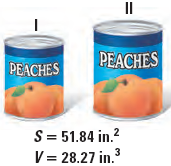 I
II
PEACHES
PEACHES
S = 51.84 in.²
V = 28.27 in.³